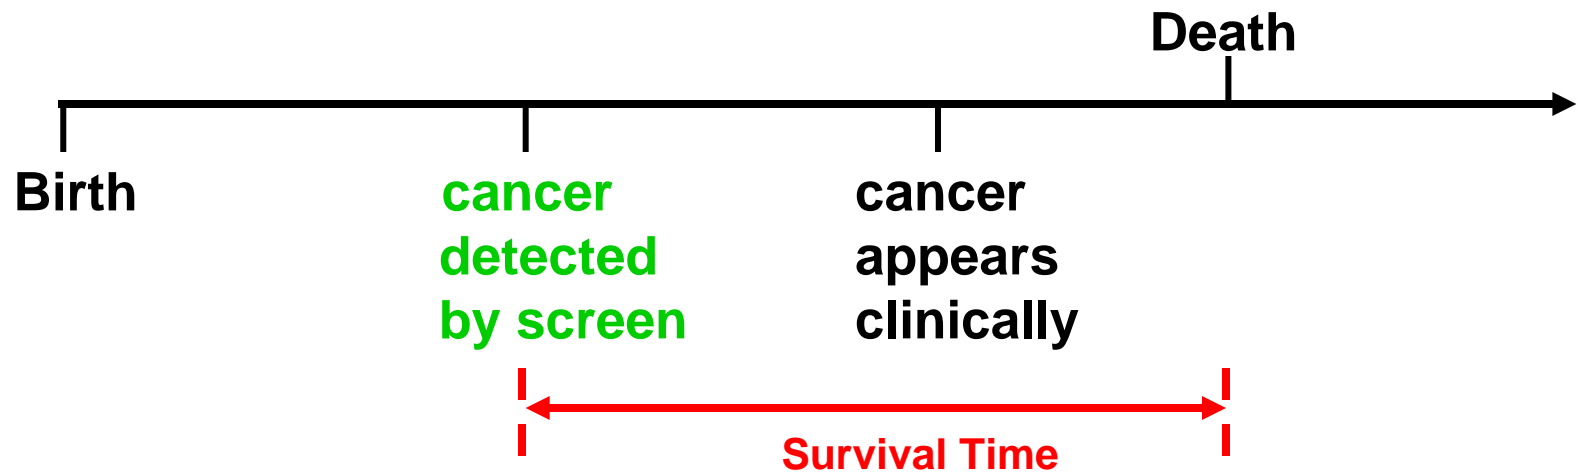 Death
Birth
cancer
detected
by screen
cancer
appears
clinically
Survival Time